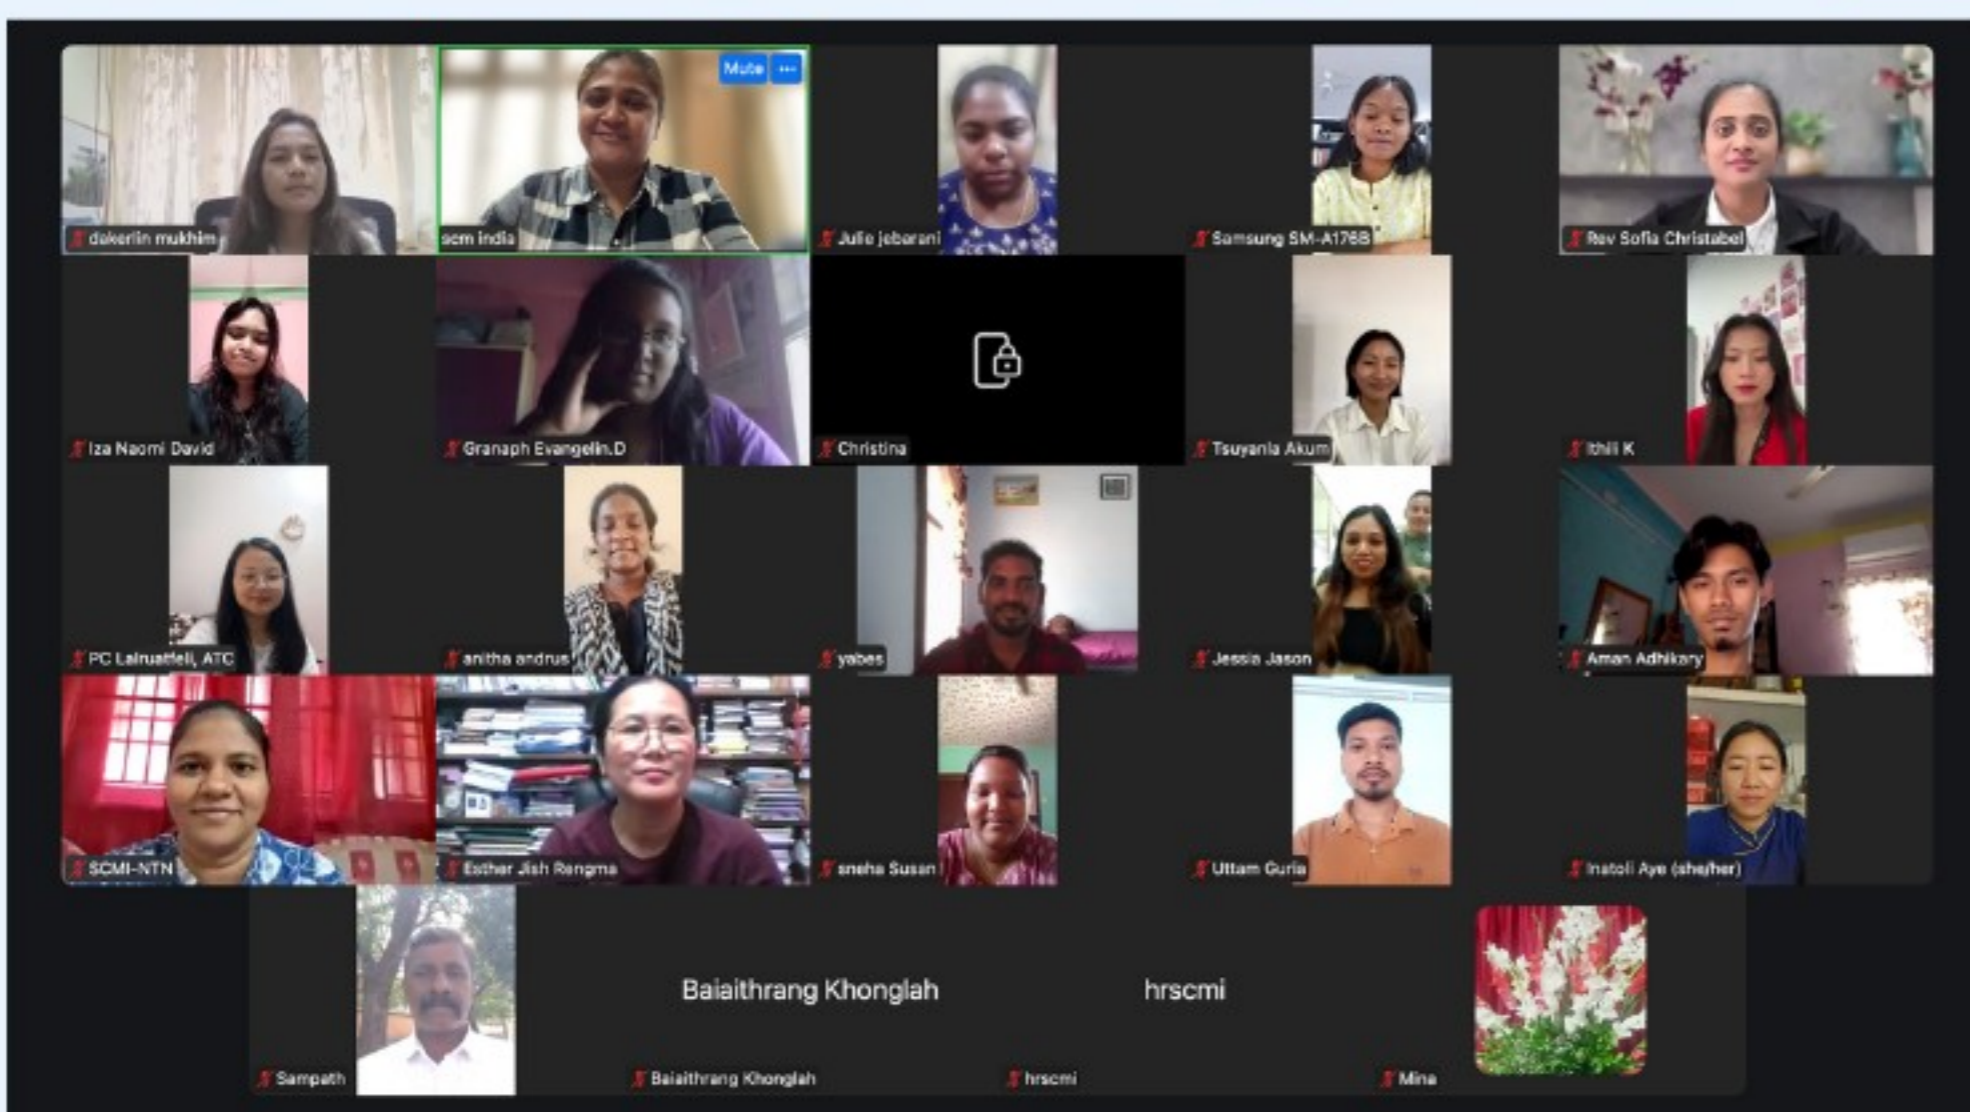 dakerlin mukhim
scm india
Mute
Julie jebarani
Samsung SM-A176B
Rev Sofia Christabel
Iza Naomi David
Granaph Evangelin.D
Christina
Tsuyanla Akum
Ithili K
PC Lalruatfeli, ATC
anitha andrus
yabes
Jessia Jason
Aman Adhikary
SCMI-NTN
Esther Jish Rengma
sneha Susan
Uttam Guria
Inatoli Aye (she/her)
Sampath
Baiaithrang Khonglah
Baiaithrang Khonglah
hrscmi
hrscmi
Mina